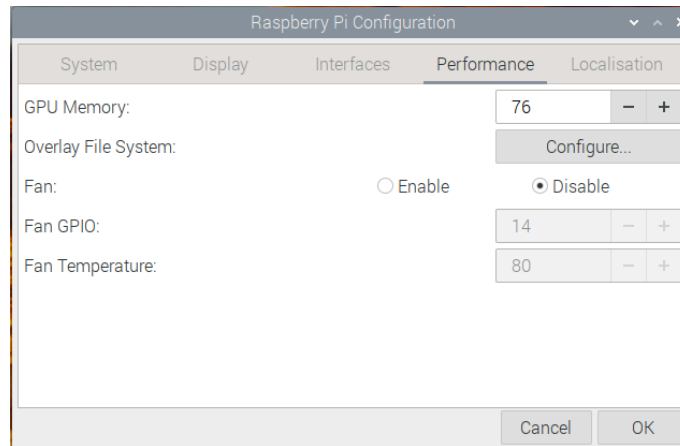 Raspberry Pi Configuration
System Display Interfaces Performance Localisation
GPU Memory: 76 − +
Overlay File System: Configure...
Fan: Enable Disable
Fan GPIO: 14 − +
Fan Temperature: 80 − +
Cancel OK